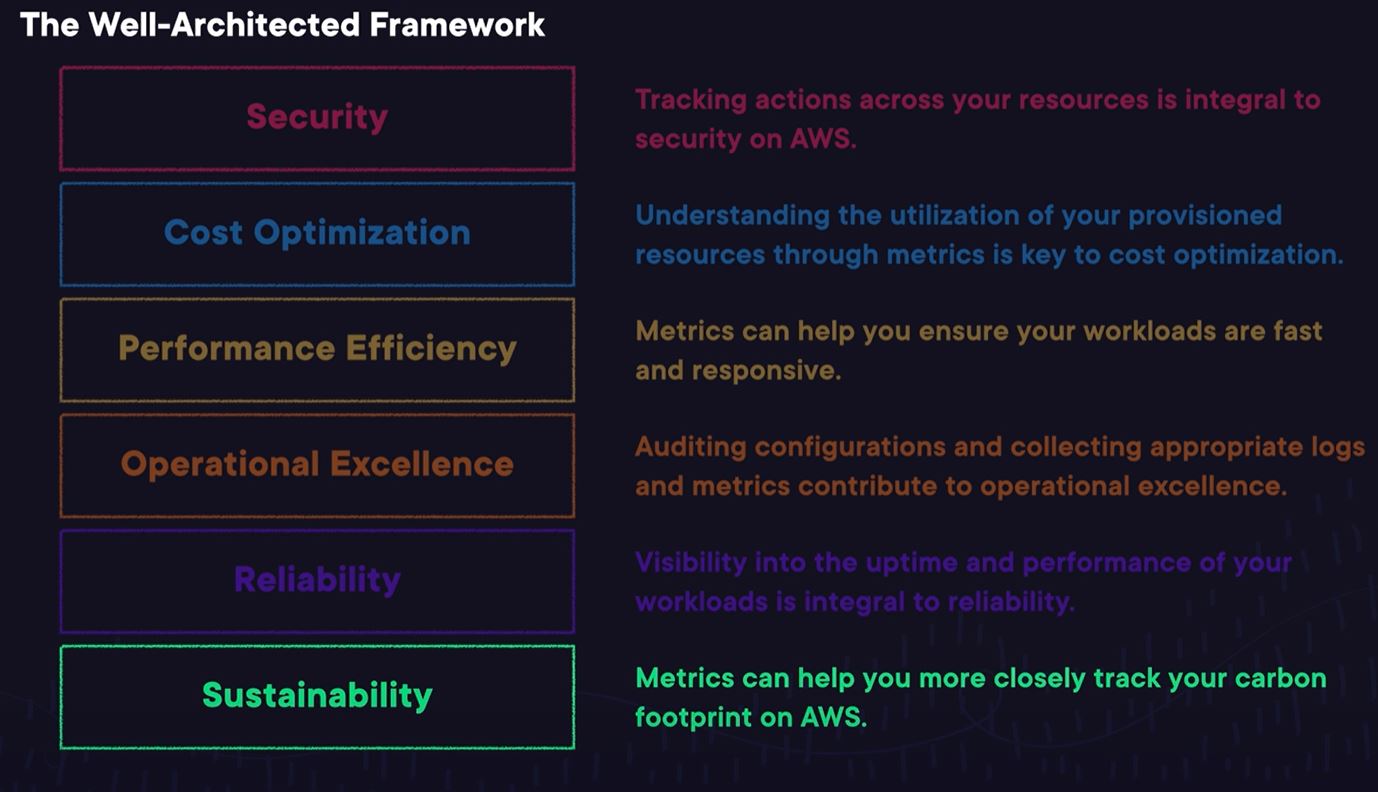 The Well-Architected Framework
Security
Tracking actions across your resources is integral to
security on AWS.
Cost Optimization
Understanding the utilization of your provisioned
resources through metrics is key to cost optimization.
Performance Efficiency
Metrics can help you ensure your workloads are fast
and responsive.
Operational Excellence
Auditing configurations and collecting appropriate logs
and metrics contribute to operational excellence.
Reliability
Visibility into the uptime and performance of your
workloads is integral to reliability.
Sustainability
Metrics can help you more closely track your carbon
footprint on AWS.